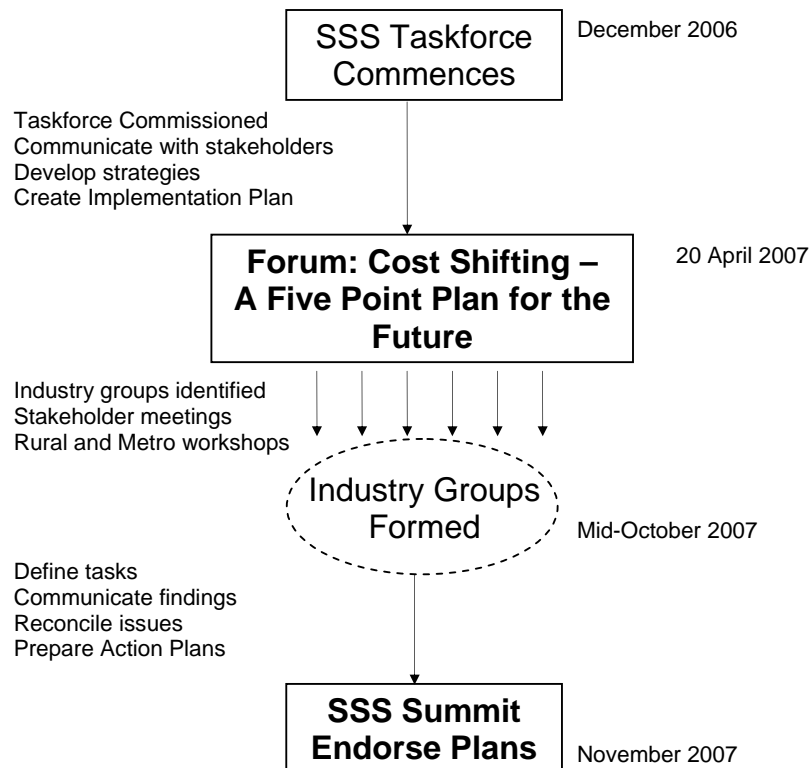 SSS Taskforce
Commences
December 2006
Taskforce Commissioned
Communicate with stakeholders
Develop strategies
Create Implementation Plan
Forum: Cost Shifting –
A Five Point Plan for the
Future
20 April 2007
Industry groups identified
Stakeholder meetings
Rural and Metro workshops
Industry Groups
Formed
Mid-October 2007
Define tasks
Communicate findings
Reconcile issues
Prepare Action Plans
SSS Summit
Endorse Plans
November 2007